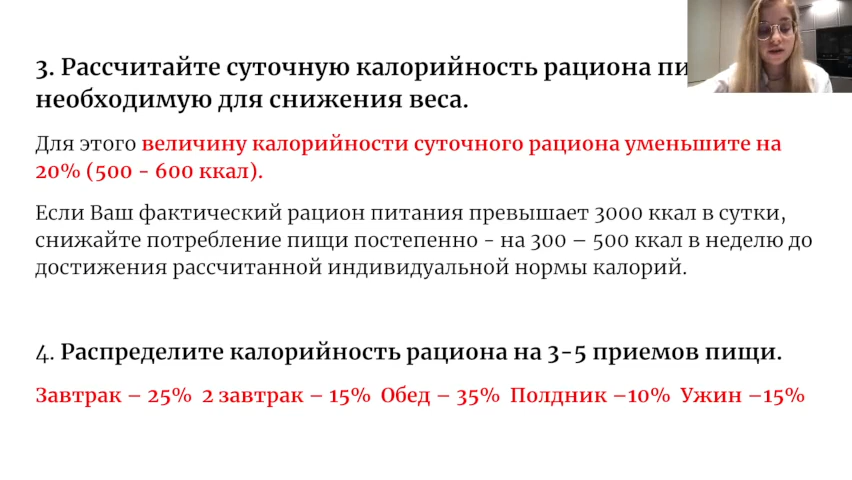 3. Рассчитайте суточную калорийность рациона
необходимую для снижения веса.
Для этого величину калорийности суточного рациона уменьшите на
20% (500 - 600 ккал).
Если Ваш фактический рацион питания превышает 3000 ккал в сутки,
снижайте потребление пищи постепенно - на 300 – 500 ккал в неделю до
достижения рассчитанной индивидуальной нормы калорий.
4. Распределите калорийность рациона на 3-5 приемов пищи.
Завтрак – 25% 2 завтрак – 15% Обед – 35% Полдник –10% Ужин –15%